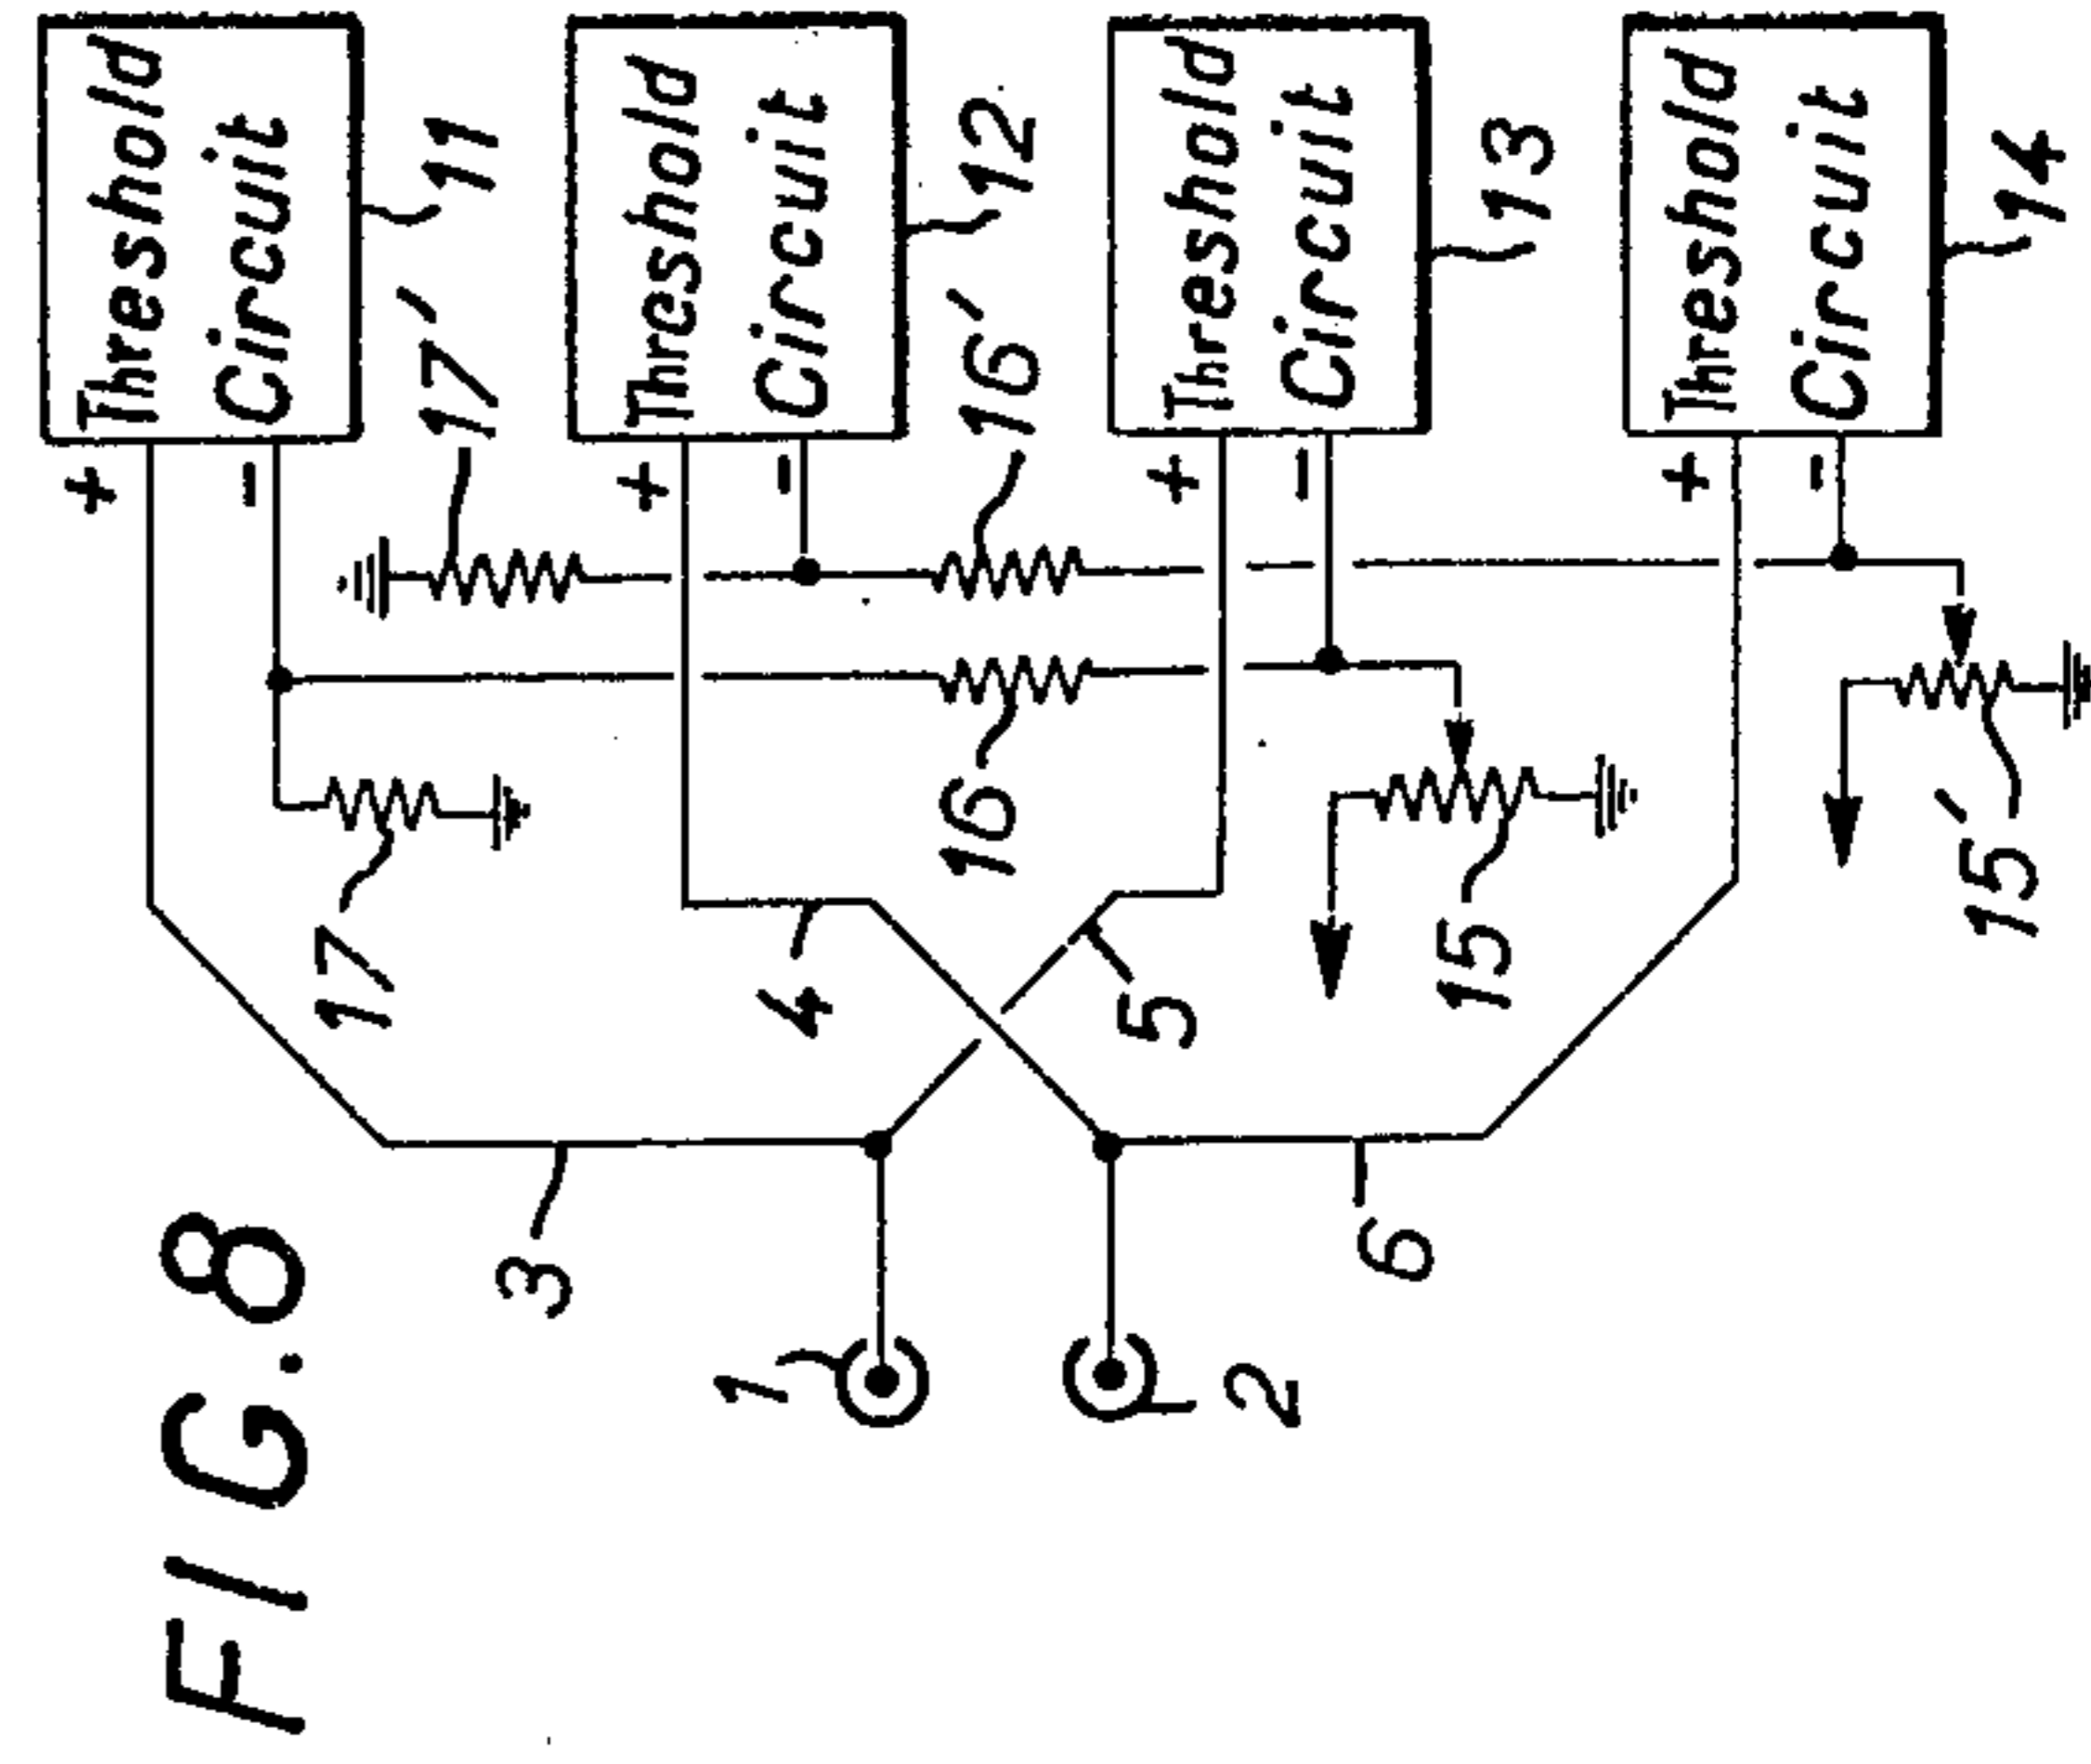 FIG. 8
Threshold
Circuit
11
+
-
17'
Threshold
Circuit
12
+
-
16'
Threshold
Circuit
13
+
-
Threshold
Circuit
14
+
-
17
16
15
15'
3
4
5
6
1
2